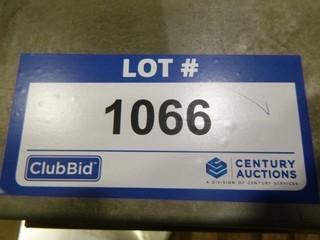 LOT #
1066
ClubBid
CENTURY
AUCTIONS
A DIVISION OF CENTURY SERVICES